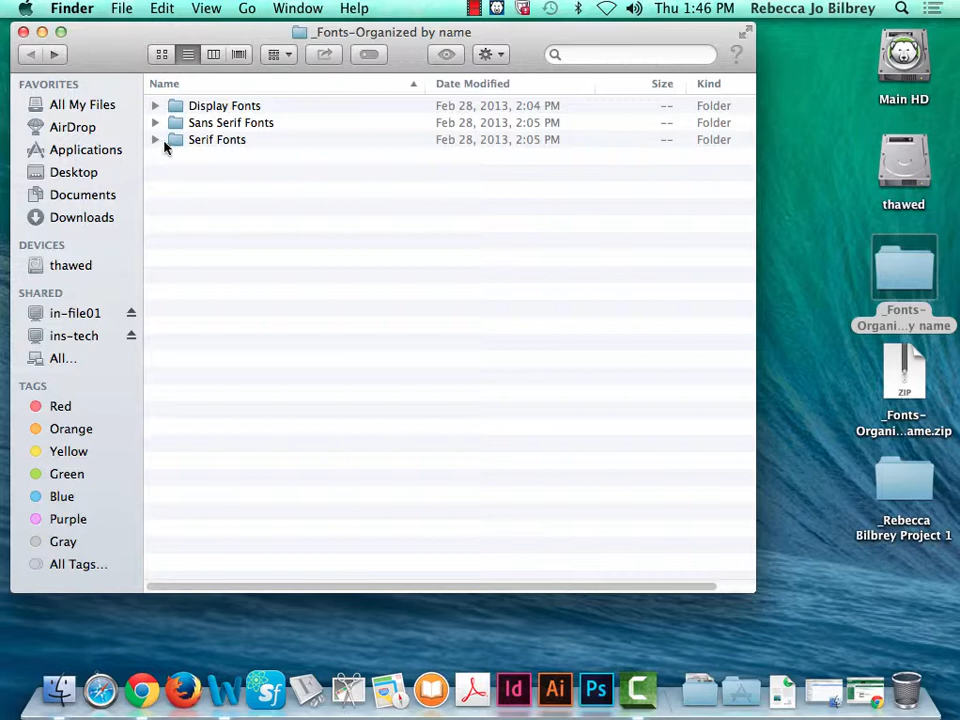 Finder File Edit View Go Window Help Thu 1:46 PM Rebecca Jo Bilbrey
_Fonts-Organized by name
FAVORITES
All My Files
AirDrop
Applications
Desktop
Documents
Downloads
DEVICES
thawed
SHARED
in-file01
ins-tech
All...
TAGS
Red
Orange
Yellow
Green
Blue
Purple
Gray
All Tags...
Name Date Modified Size Kind
Display Fonts Feb 28, 2013, 2:04 PM -- Folder
Sans Serif Fonts Feb 28, 2013, 2:05 PM -- Folder
Serif Fonts Feb 28, 2013, 2:05 PM -- Folder
Main HD
thawed
_Fonts-
Organi...y name
ZIP
_Fonts-
Organi...ame.zip
_Rebecca
Bilbrey Project 1
W
Sf
Id
Ai
Ps
C